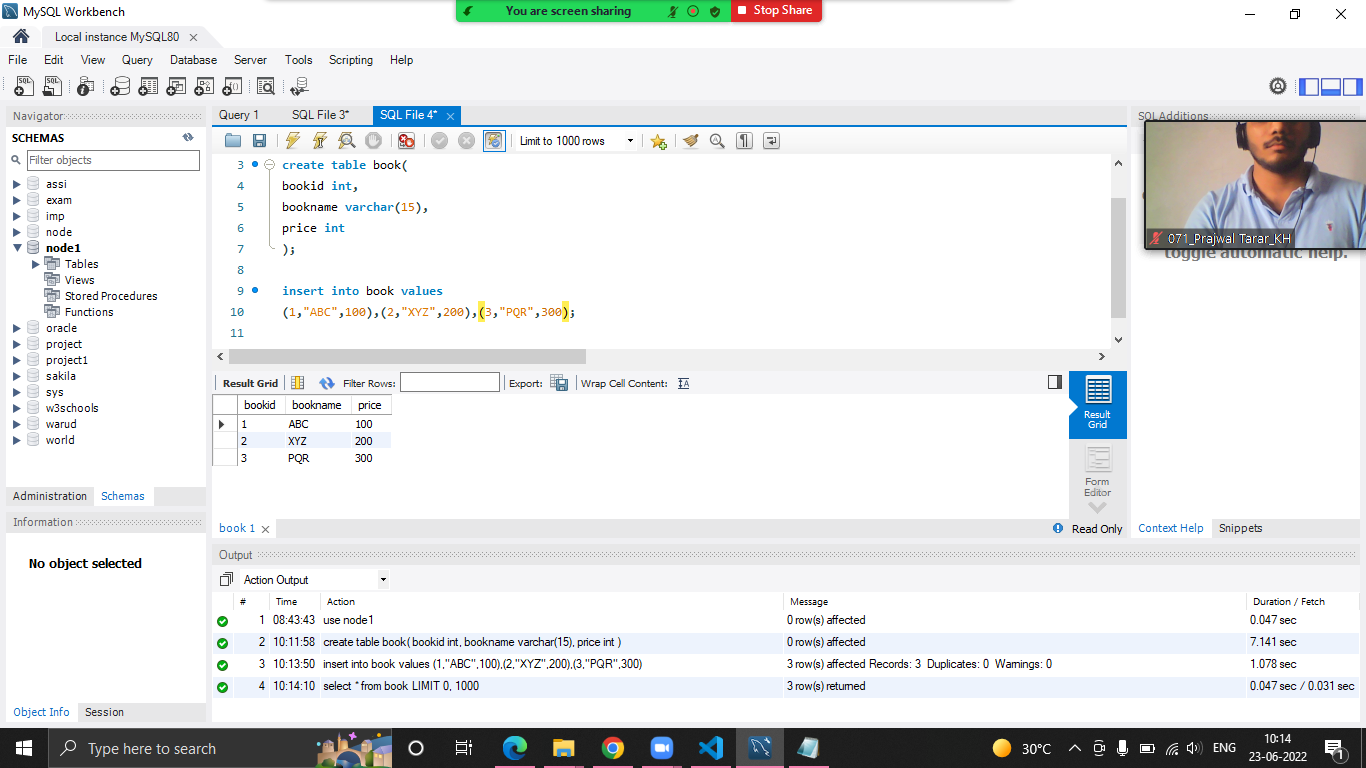 MySQL Workbench
You are screen sharing
Stop Share
Local instance MySQL80
File Edit View Query Database Server Tools Scripting Help
Navigator
SCHEMAS
Filter objects
assi
exam
imp
node
node1
Tables
Views
Stored Procedures
Functions
oracle
project
project1
sakila
sys
w3schools
warud
world
Administration Schemas
Information
No object selected
Object Info Session
Query 1 SQL File 3* SQL File 4*
Limit to 1000 rows
3 create table book(
4 bookid int,
5 bookname varchar(15),
6 price int
7 );
8
9 insert into book values
10 (1,"ABC",100),(2,"XYZ",200),(3,"PQR",300);
11
Result Grid Filter Rows: Export: Wrap Cell Content:
bookid bookname price
1 ABC 100
2 XYZ 200
3 PQR 300
Result
Grid
Form
Editor
book 1
Read Only
SQL Additions
071_Prajwal Tarar_KH
toggle automatic help.
Context Help Snippets
Output
Action Output
# Time Action Message Duration / Fetch
1 08:43:43 use node1 0 row(s) affected 0.047 sec
2 10:11:58 create table book( bookid int, bookname varchar(15), price int ) 0 row(s) affected 7.141 sec
3 10:13:50 insert into book values (1,"ABC",100),(2,"XYZ",200),(3,"PQR",300) 3 row(s) affected Records: 3 Duplicates: 0 Warnings: 0 1.078 sec
4 10:14:10 select * from book LIMIT 0, 1000 3 row(s) returned 0.047 sec / 0.031 sec
Type here to search
30°C
ENG
10:14
23-06-2022
1